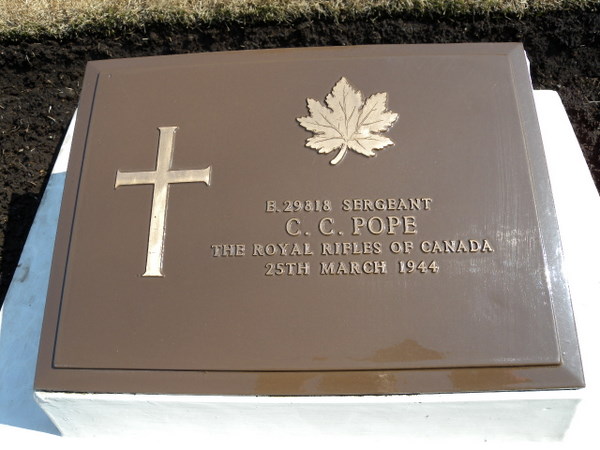 E.29818 SERGEANT
C. C. POPE
THE ROYAL RIFLES OF CANADA
25TH MARCH 1944